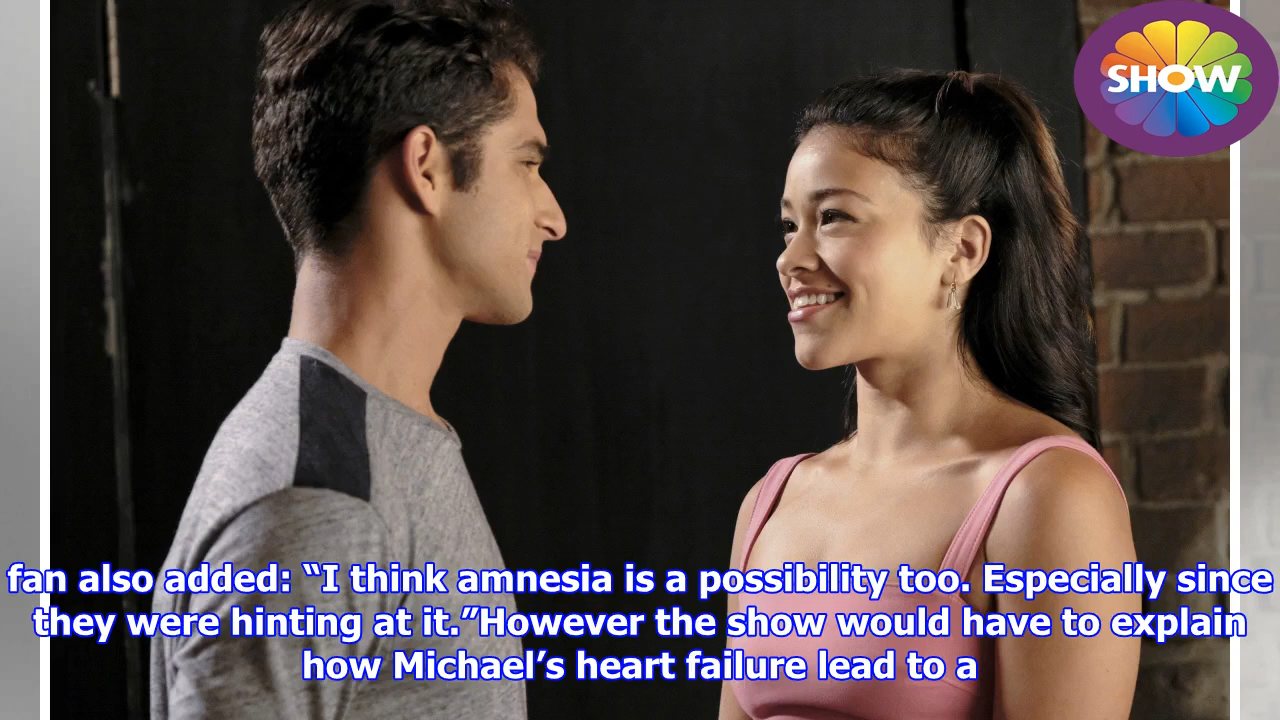 SHOW
fan also added: “I think amnesia is a possibility too. Especially since
they were hinting at it.”However the show would have to explain
how Michael’s heart failure lead to a